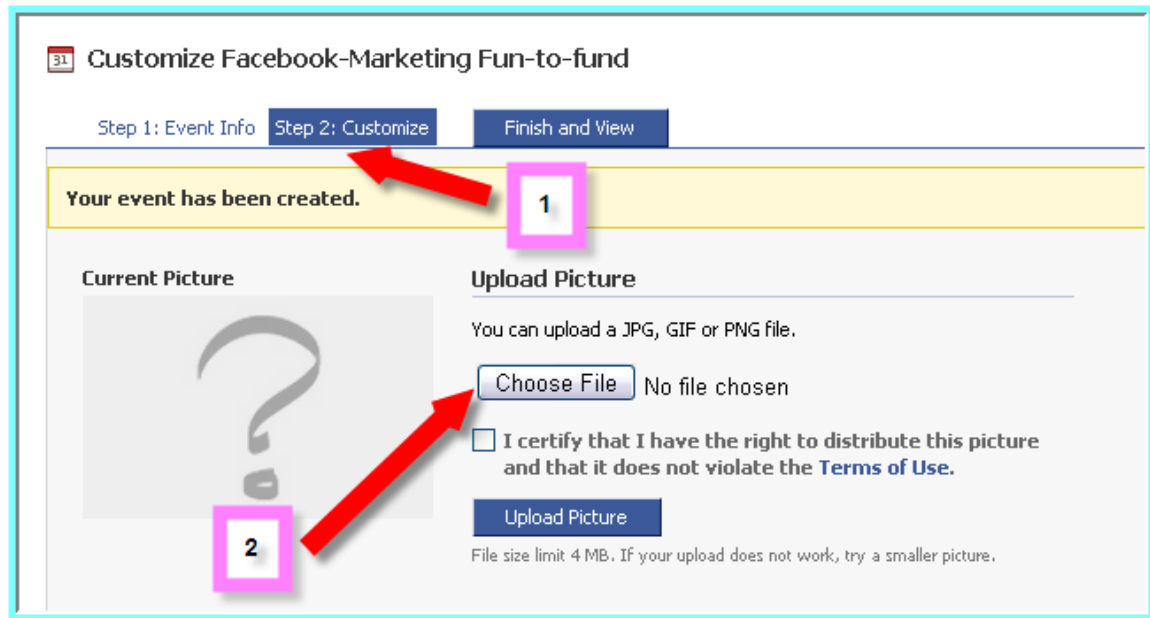 31 Customize Facebook-Marketing Fun-to-fund
Step 1: Event Info Step 2: Customize Finish and View
Your event has been created.
1
Current Picture
Upload Picture
You can upload a JPG, GIF or PNG file.
Choose File No file chosen
I certify that I have the right to distribute this picture
and that it does not violate the Terms of Use.
Upload Picture
File size limit 4 MB. If your upload does not work, try a smaller picture.
?
2